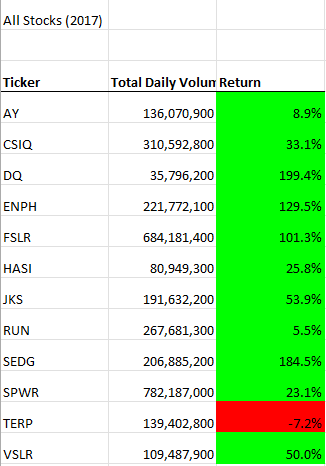 All Stocks (2017)
Ticker Total Daily Volum Return
AY 136,070,900 8.9%
CSIQ 310,592,800 33.1%
DQ 35,796,200 199.4%
ENPH 221,772,100 129.5%
FSLR 684,181,400 101.3%
HASI 80,949,300 25.8%
JKS 191,632,200 53.9%
RUN 267,681,300 5.5%
SEDG 206,885,200 184.5%
SPWR 782,187,000 23.1%
TERP 139,402,800 -7.2%
VSLR 109,487,900 50.0%